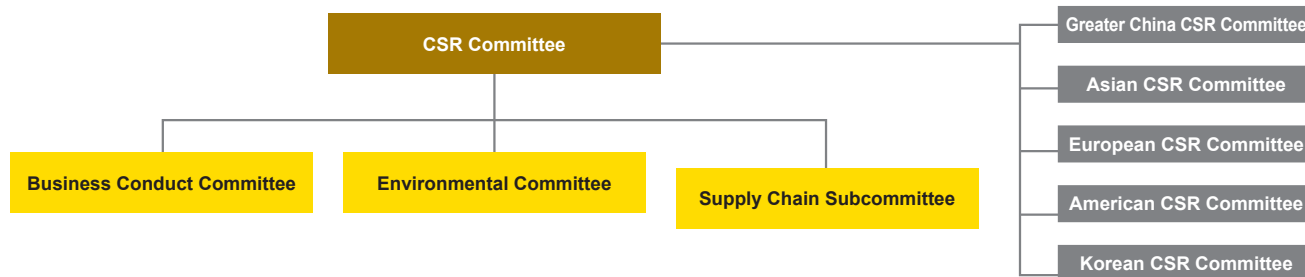 CSR Committee
Greater China CSR Committee
Asian CSR Committee
European CSR Committee
American CSR Committee
Korean CSR Committee
Business Conduct Committee
Environmental Committee
Supply Chain Subcommittee